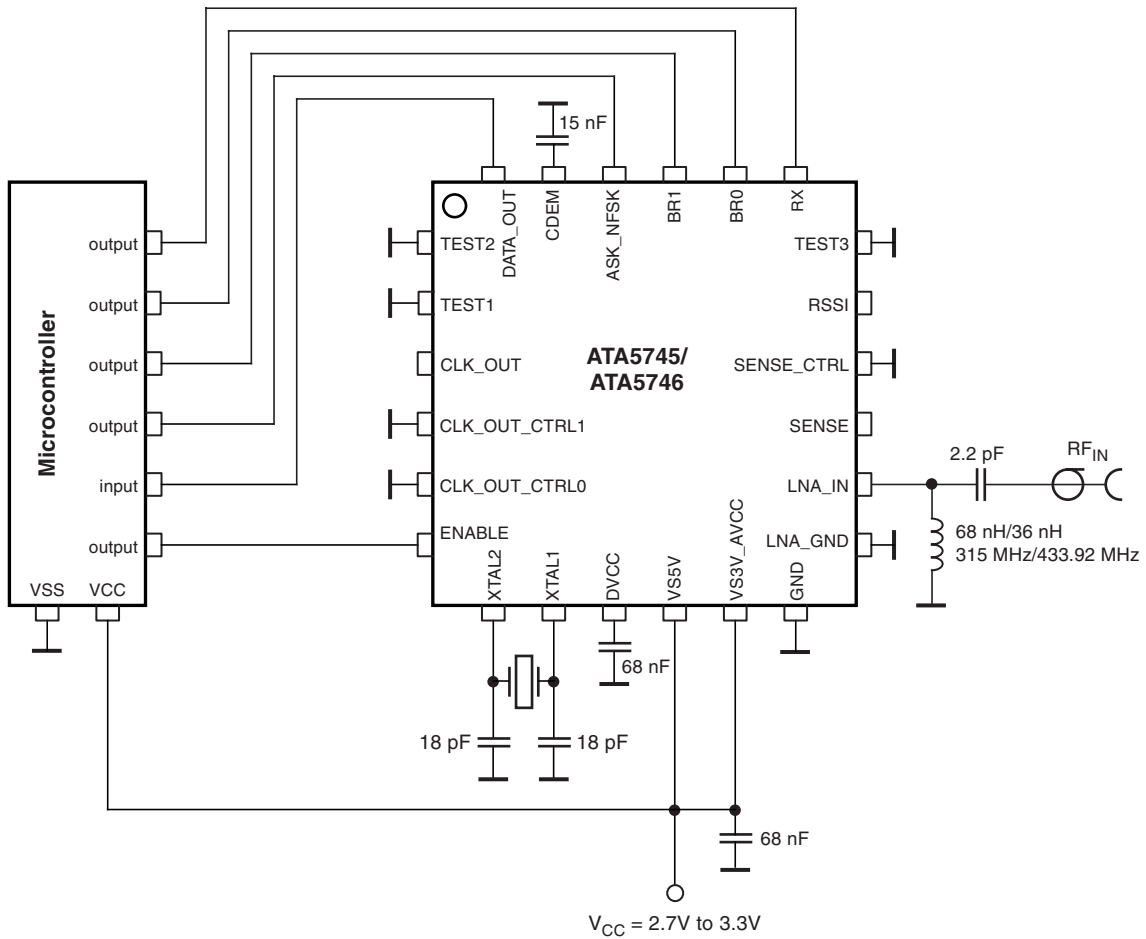 15 nF
DATA_OUT
CDEM
ASK_NFSK
BR1
BR0
RX
Microcontroller
output
output
output
output
input
output
VSS
VCC
TEST2
TEST1
CLK_OUT
CLK_OUT_CTRL1
CLK_OUT_CTRL0
ENABLE
ATA5745/
ATA5746
TEST3
RSSI
SENSE_CTRL
SENSE
LNA_IN
LNA_GND
XTAL2
XTAL1
DVCC
VS5V
VS3V_AVCC
GND
2.2 pF
RFIN
68 nH/36 nH
315 MHz/433.92 MHz
68 nF
18 pF
18 pF
68 nF
VCC = 2.7V to 3.3V